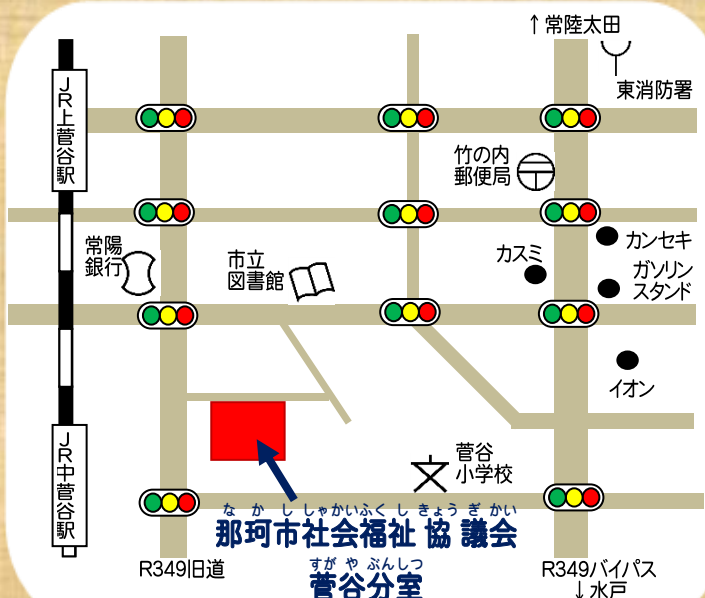 ↑常陸太田
東消防署
JR上菅谷駅
竹の内
郵便局
カンセキ
常陽
銀行
市立
図書館
カスミ
ガソリン
スタンド
イオン
JR中菅谷駅
菅谷
小学校
なかししゃかいふくしきょうぎかい
那珂市社会福祉協議会
すがやぶんしつ
菅谷分室
R349旧道
R349バイパス
↓水戸